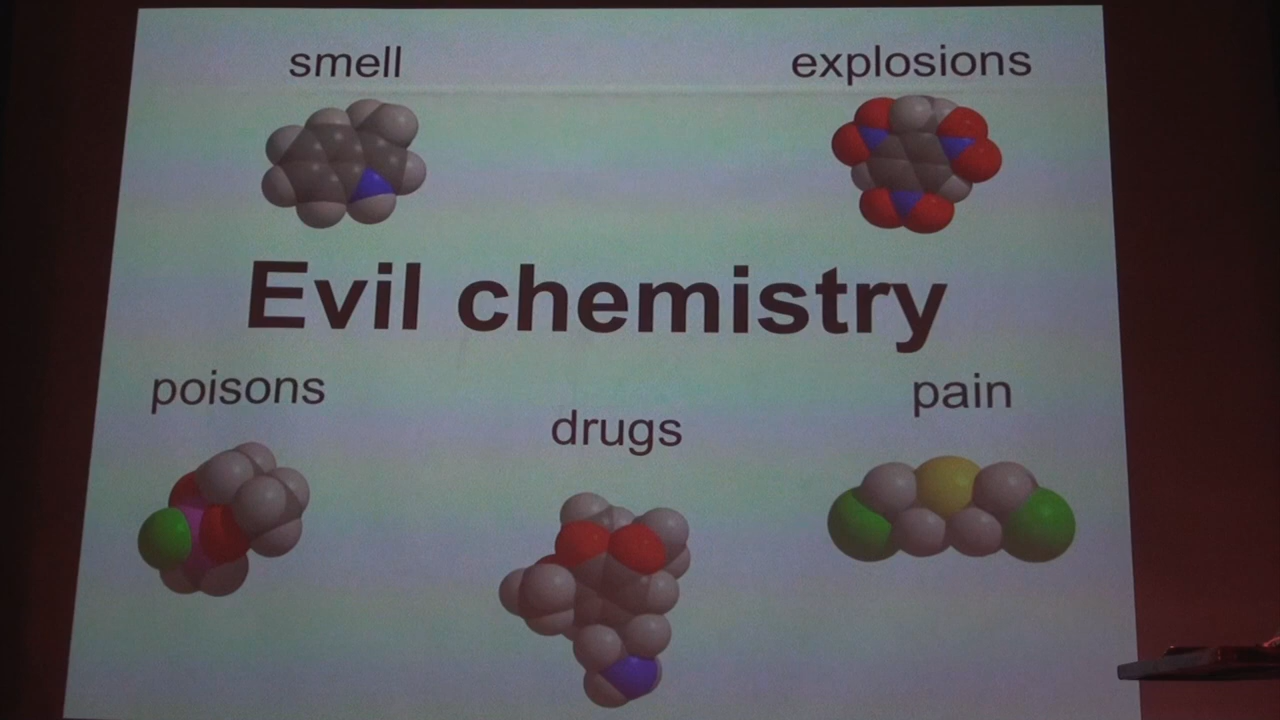 smell
explosions
Evil chemistry
poisons
drugs
pain